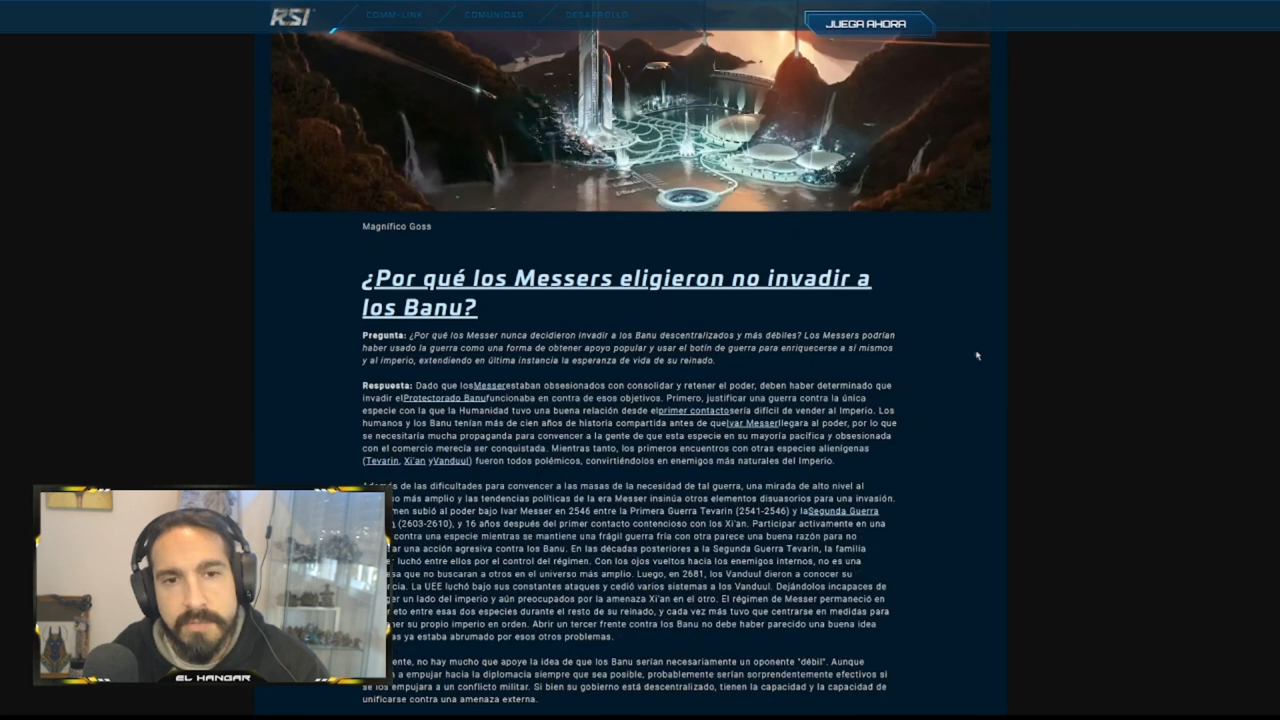 RSI
COMM-LINK
COMUNIDAD
DESARROLLO
JUEGA AHORA
Magnífico Goss
¿Por qué los Messers eligieron no invadir a
los Banu?
Pregunta: ¿Por qué los Messer nunca decidieron invadir a los Banu descentralizados y más débiles? Los Messers podrían
haber usado la guerra como una forma de obtener apoyo popular y usar el botín de guerra para enriquecerse a sí mismos
y al imperio, extendiendo en última instancia la esperanza de vida de su reinado.
Respuesta: Dado que losMesserestaban obsesionados con consolidar y retener el poder, deben haber determinado que
invadir elProtectorado Banufuncionaba en contra de esos objetivos. Primero, justificar una guerra contra la única
especie con la que la Humanidad tuvo una buena relación desde elprimer contactosería difícil de vender al Imperio. Los
humanos y los Banu tenían más de cien años de historia compartida antes de queIvar Messerllegara al poder, por lo que
se necesitaría mucha propaganda para convencer a la gente de que esta especie en su mayoría pacífica y obsesionada
con el comercio merecía ser conquistada. Mientras tanto, los primeros encuentros con otras especies alienígenas
(Tevarin, Xi'an yVanduul) fueron todos polémicos, convirtiéndolos en enemigos más naturales del Imperio.
Además de las dificultades para convencer a las masas de la necesidad de tal guerra, una mirada de alto nivel al
más amplio y las tendencias políticas de la era Messer insinúa otros elementos disuasorios para una invasión.
subió al poder bajo Ivar Messer en 2546 entre la Primera Guerra Tevarin (2541-2546) y laSegunda Guerra
(2603-2610), y 16 años después del primer contacto contencioso con los Xi'an. Participar activamente en una
contra una especie mientras se mantiene una frágil guerra fría con otra parece una buena razón para no
una acción agresiva contra los Banu. En las décadas posteriores a la Segunda Guerra Tevarin, la familia
luchó entre ellos por el control del régimen. Con los ojos vueltos hacia los enemigos internos, no es una
que no buscaran a otros en el universo más amplio. Luego, en 2681, los Vanduul dieron a conocer su
La UEE luchó bajo sus constantes ataques y cedió varios sistemas a los Vanduul. Dejándolos incapaces de
un lado del imperio y aún preocupados por la amenaza Xi'an en el otro. El régimen de Messer permaneció en
entre esas dos especies durante el resto de su reinado, y cada vez más tuvo que centrarse en medidas para
su propio imperio en orden. Abrir un tercer frente contra los Banu no debe haber parecido una buena idea
ya estaba abrumado por esos otros problemas.
no hay mucho que apoye la idea de que los Banu serían necesariamente un oponente "débil". Aunque
a empujar hacia la diplomacia siempre que sea posible, probablemente serían sorprendentemente efectivos si
se los empujara a un conflicto militar. Si bien su gobierno está descentralizado, tienen la capacidad y la capacidad de
unificarse contra una amenaza externa.
EL HANGAR